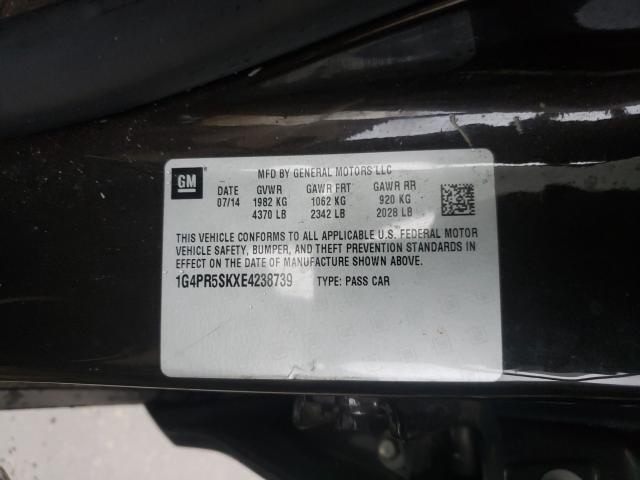 GM
MFD BY GENERAL MOTORS LLC
DATE GVWR GAWR FRT GAWR RR
07/14 1982 KG 1062 KG 920 KG
4370 LB 2342 LB 2028 LB
THIS VEHICLE CONFORMS TO ALL APPLICABLE U.S. FEDERAL MOTOR
VEHICLE SAFETY, BUMPER, AND THEFT PREVENTION STANDARDS IN
EFFECT ON THE DATE OF MANUFACTURE SHOWN ABOVE.
1G4PR5SKXE4238739 TYPE: PASS CAR